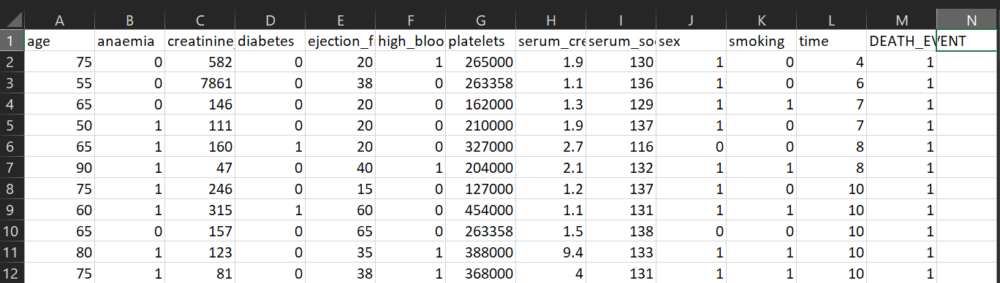 A B C D E F G H I J K L M N
1 age anaemia creatinine_ diabetes ejection_fr high_bloo platelets serum_cre serum_so sex smoking time DEATH_EVENT
2 75 0 582 0 20 1 265000 1.9 130 1 0 4 1
3 55 0 7861 0 38 0 263358 1.1 136 1 0 6 1
4 65 0 146 0 20 0 162000 1.3 129 1 1 7 1
5 50 1 111 0 20 0 210000 1.9 137 1 0 7 1
6 65 1 160 1 20 0 327000 2.7 116 0 0 8 1
7 90 1 47 0 40 1 204000 2.1 132 1 1 8 1
8 75 1 246 0 15 0 127000 1.2 137 1 0 10 1
9 60 1 315 1 60 0 454000 1.1 131 1 1 10 1
10 65 0 157 0 65 0 263358 1.5 138 0 0 10 1
11 80 1 123 0 35 1 388000 9.4 133 1 1 10 1
12 75 1 81 0 38 1 368000 4 131 1 1 10 1